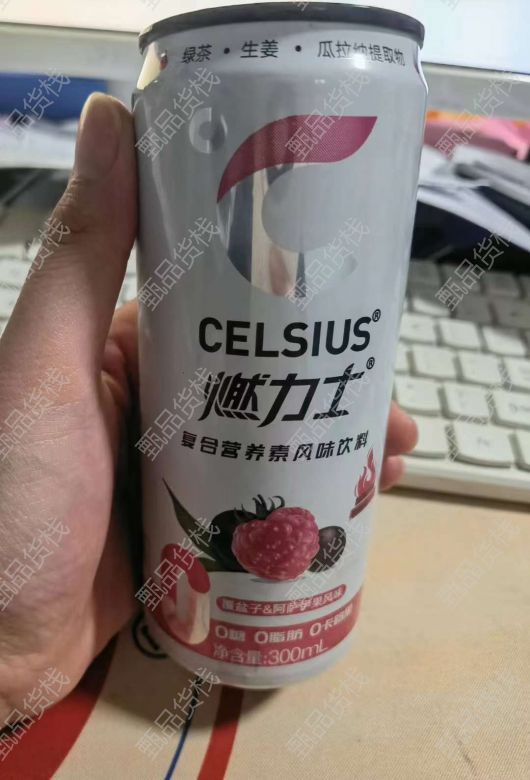 绿茶 • 生姜 • 瓜拉纳提取物
CELSIUS®
燃力士®
复合营养素风味饮料
覆盆子&阿萨伊果风味
0糖 0脂肪 0卡路里
净含量:300mL
甄品货栈